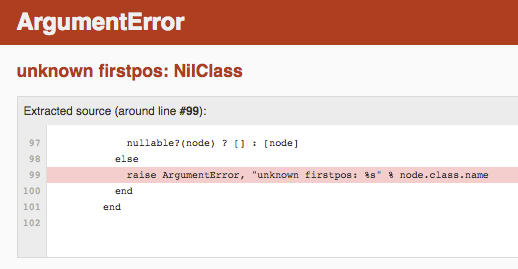 ArgumentError
unknown firstpos: NilClass
Extracted source (around line #99):
97 nullable?(node) ? [] : [node]
98 else
99 raise ArgumentError, "unknown firstpos: %s" % node.class.name
100 end
101 end
102